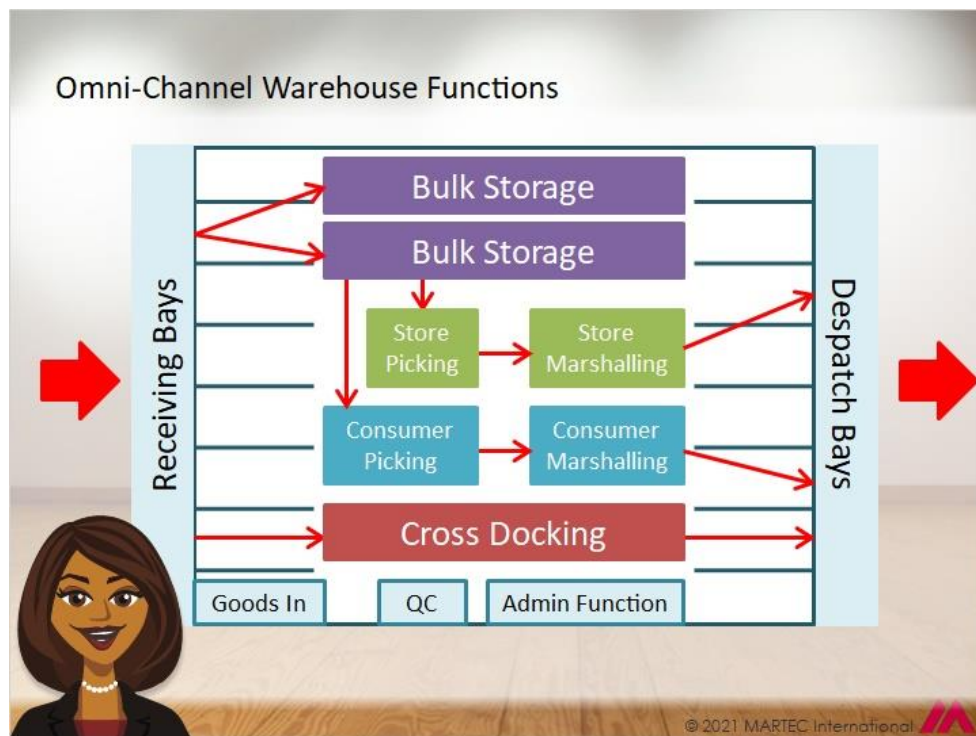 Omni-Channel Warehouse Functions
Receiving Bays
Bulk Storage
Bulk Storage
Store
Picking
Store
Marshalling
Consumer
Picking
Consumer
Marshalling
Cross Docking
Goods In
QC
Admin Function
Despatch Bays
© 2021 MARTEC International